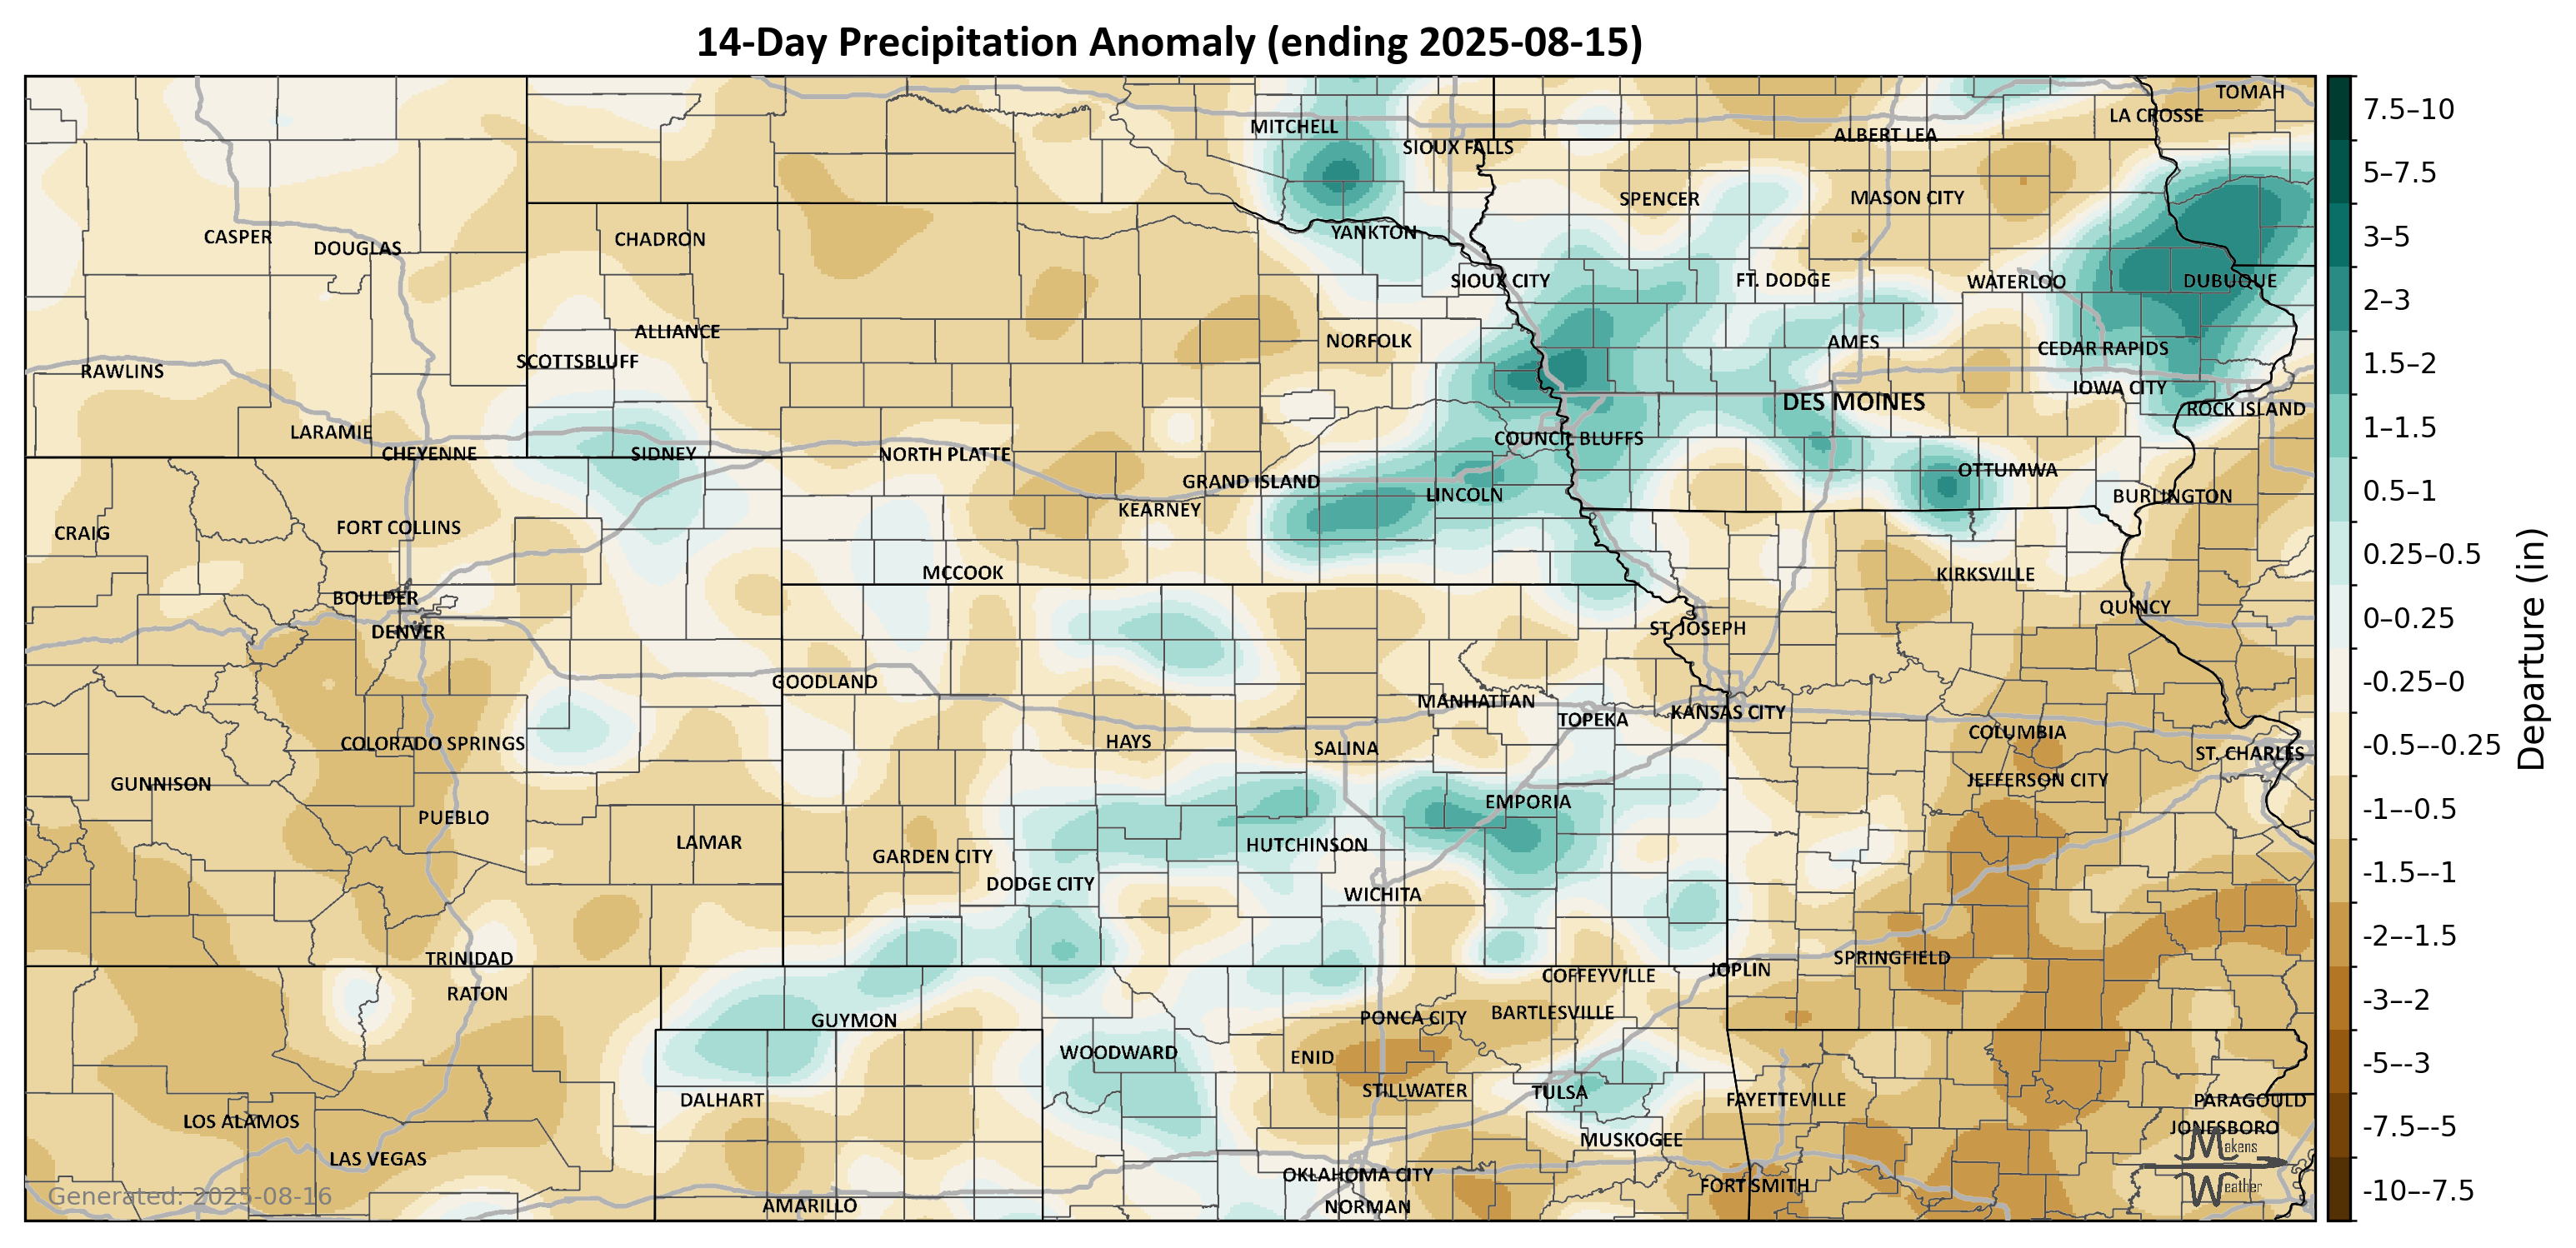 14-Day Precipitation Anomaly (ending 2025-08-15)
TOMAH
LA CROSSE
MITCHELL
ALBERT LEA
SIOUX FALLS
SPENCER
MASON CITY
YANKTON
CASPER
CHADRON
DOUGLAS
SIOUX CITY
FT. DODGE
WATERLOO
DUBUQUE
ALLIANCE
NORFOLK
AMES
CEDAR RAPIDS
SCOTTSBLUFF
RAWLINS
IOWA CITY
DES MOINES
ROCK ISLAND
LARAMIE
COUNCIL BLUFFS
CHEYENNE
SIDNEY
NORTH PLATTE
OTTUMWA
GRAND ISLAND
LINCOLN
BURLINGTON
KEARNEY
CRAIG
FORT COLLINS
MCCOOK
KIRKSVILLE
BOULDER
QUINCY
DENVER
ST. JOSEPH
GOODLAND
MANHATTAN
KANSAS CITY
TOPEKA
COLUMBIA
COLORADO SPRINGS
HAYS
SALINA
ST. CHARLES
GUNNISON
JEFFERSON CITY
EMPORIA
PUEBLO
LAMAR
HUTCHINSON
GARDEN CITY
DODGE CITY
WICHITA
TRINIDAD
SPRINGFIELD
JOPLIN
COFFEYVILLE
RATON
BARTLESVILLE
PONCA CITY
GUYMON
WOODWARD
ENID
STILLWATER
TULSA
DALHART
FAYETTEVILLE
PARAGOULD
LOS ALAMOS
JONESBORO
MUSKOGEE
LAS VEGAS
OKLAHOMA CITY
FORT SMITH
AMARILLO
NORMAN
Generated: 2025-08-16
Makens
Weather
7.5–10
5–7.5
3–5
2–3
1.5–2
1–1.5
0.5–1
0.25–0.5
0–0.25
-0.25–0
-0.5–-0.25
-1–-0.5
-1.5–-1
-2–-1.5
-3–-2
-5–-3
-7.5–-5
-10–-7.5
Departure (in)